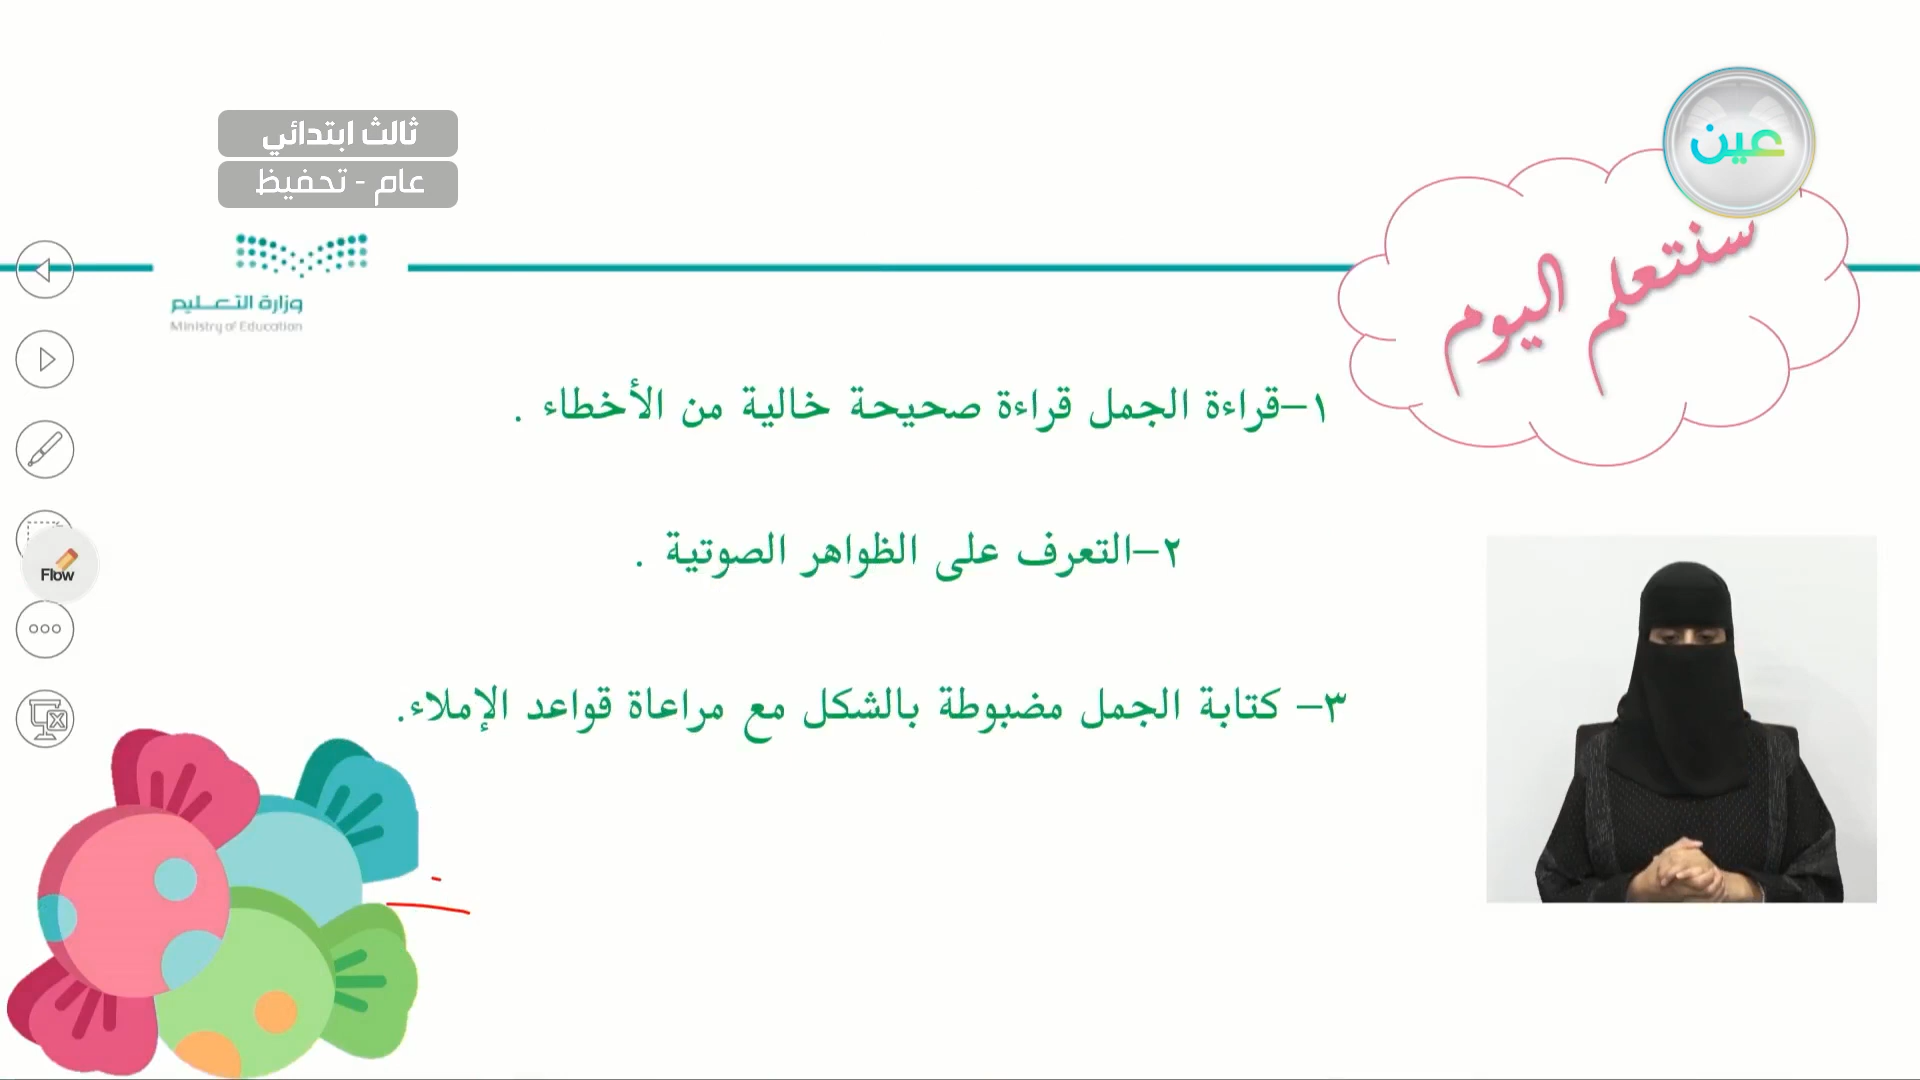 عين
ثالث ابتدائي
عام - تحفيظ
سنتعلم اليوم
وزارة التعليم
Ministry of Education
١-قراءة الجمل قراءة صحيحة خالية من الأخطاء .
٢-التعرف على الظواهر الصوتية .
٣- كتابة الجمل مضبوطة بالشكل مع مراعاة قواعد الإملاء.
Flow